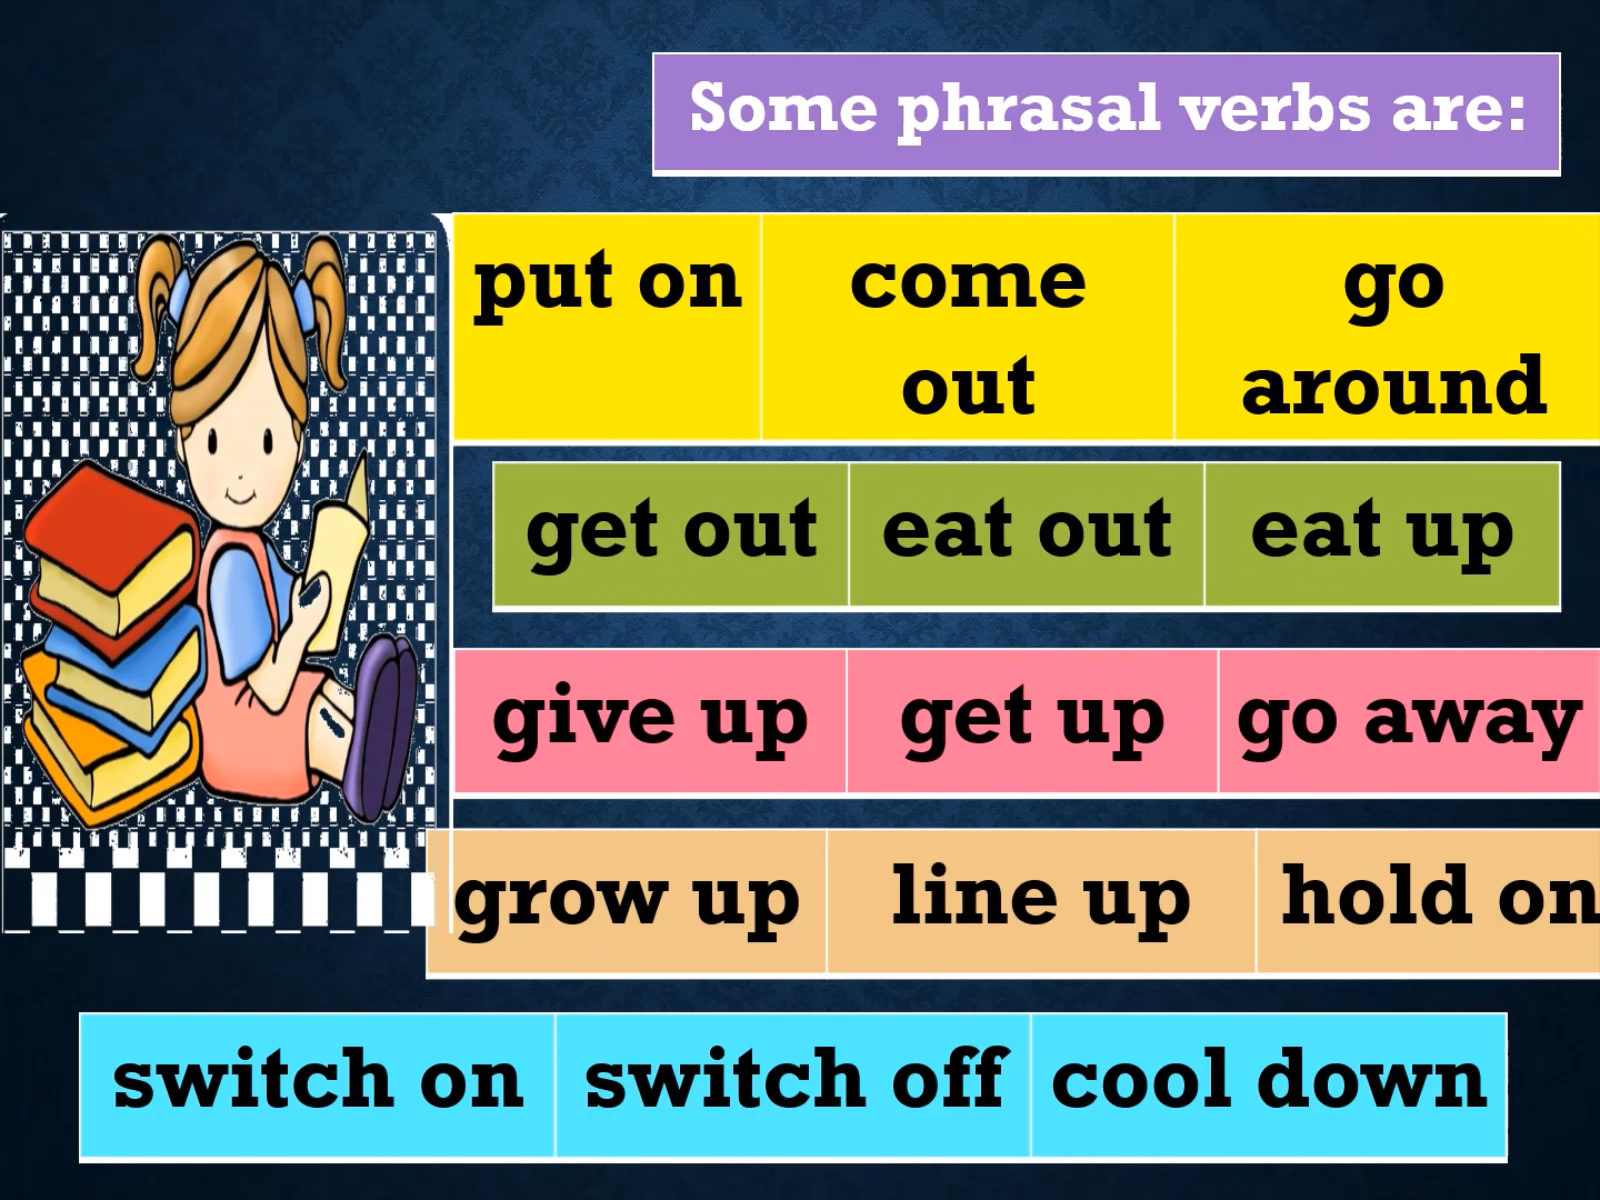 Some phrasal verbs are:
put on come go
out around
get out eat out eat up
give up get up go away
grow up line up hold on
switch on switch off cool down